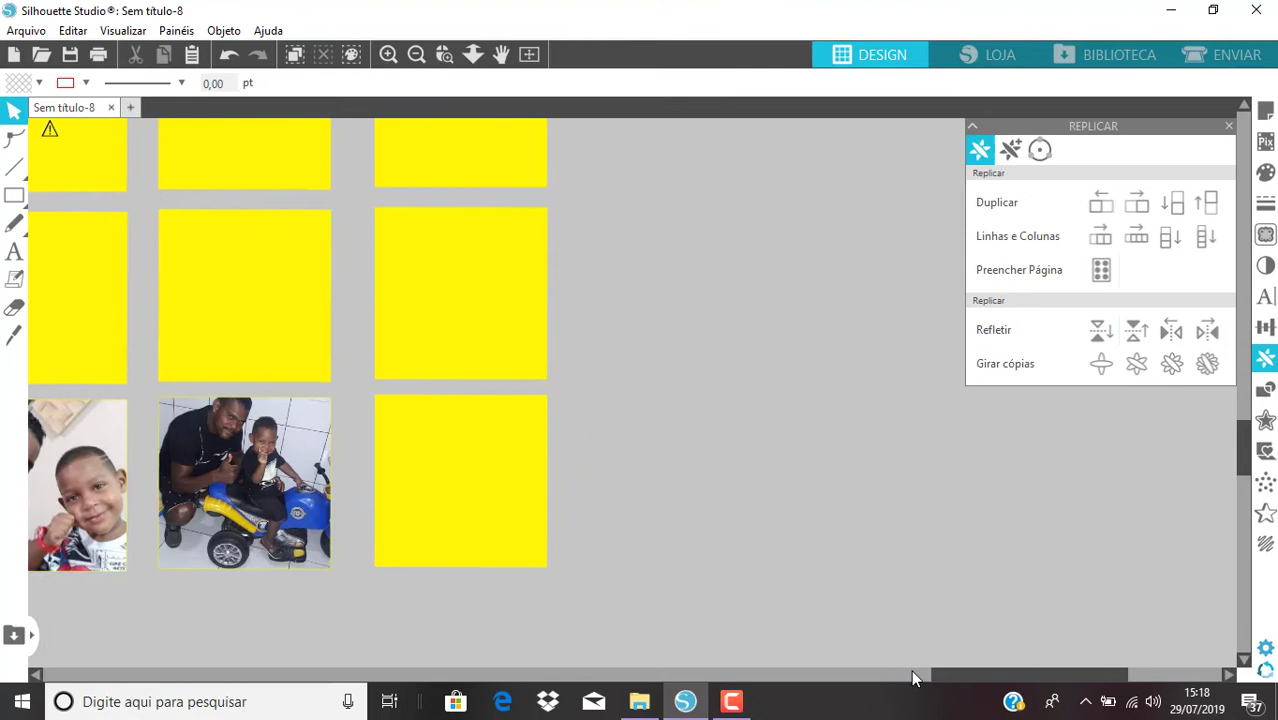 Silhouette Studio®: Sem título-8
Arquivo Editar Visualizar Painéis Objeto Ajuda
DESIGN LOJA BIBLIOTECA ENVIAR
0,00 pt
Sem título-8 × +
REPLICAR
Replicar
Duplicar
Linhas e Colunas
Preencher Página
Replicar
Refletir
Girar cópias
Digite aqui para pesquisar
15:18
29/07/2019
37